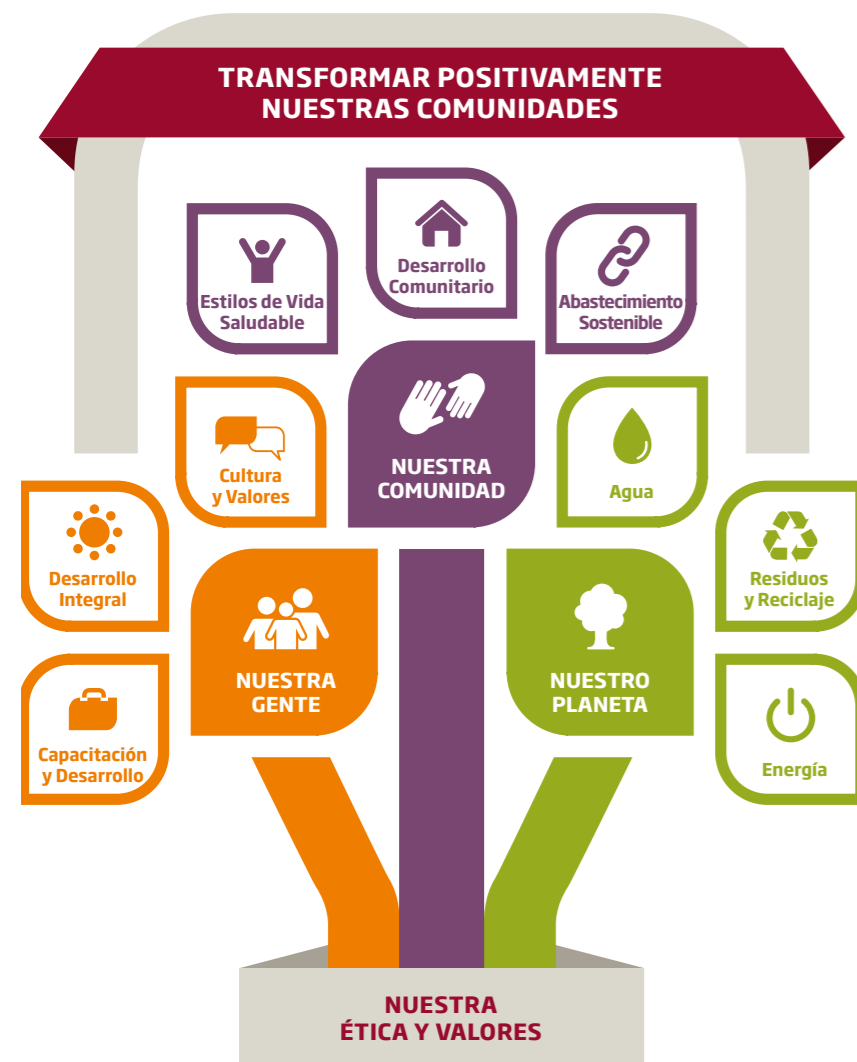 TRANSFORMAR POSITIVAMENTE
NUESTRAS COMUNIDADES
Desarrollo
Comunitario
Estilos de Vida
Saludable
Abastecimiento
Sostenible
NUESTRA
COMUNIDAD
Cultura
y Valores
Agua
Desarrollo
Integral
Residuos
y Reciclaje
NUESTRA
GENTE
NUESTRO
PLANETA
Capacitación
y Desarrollo
Energía
NUESTRA
ÉTICA Y VALORES